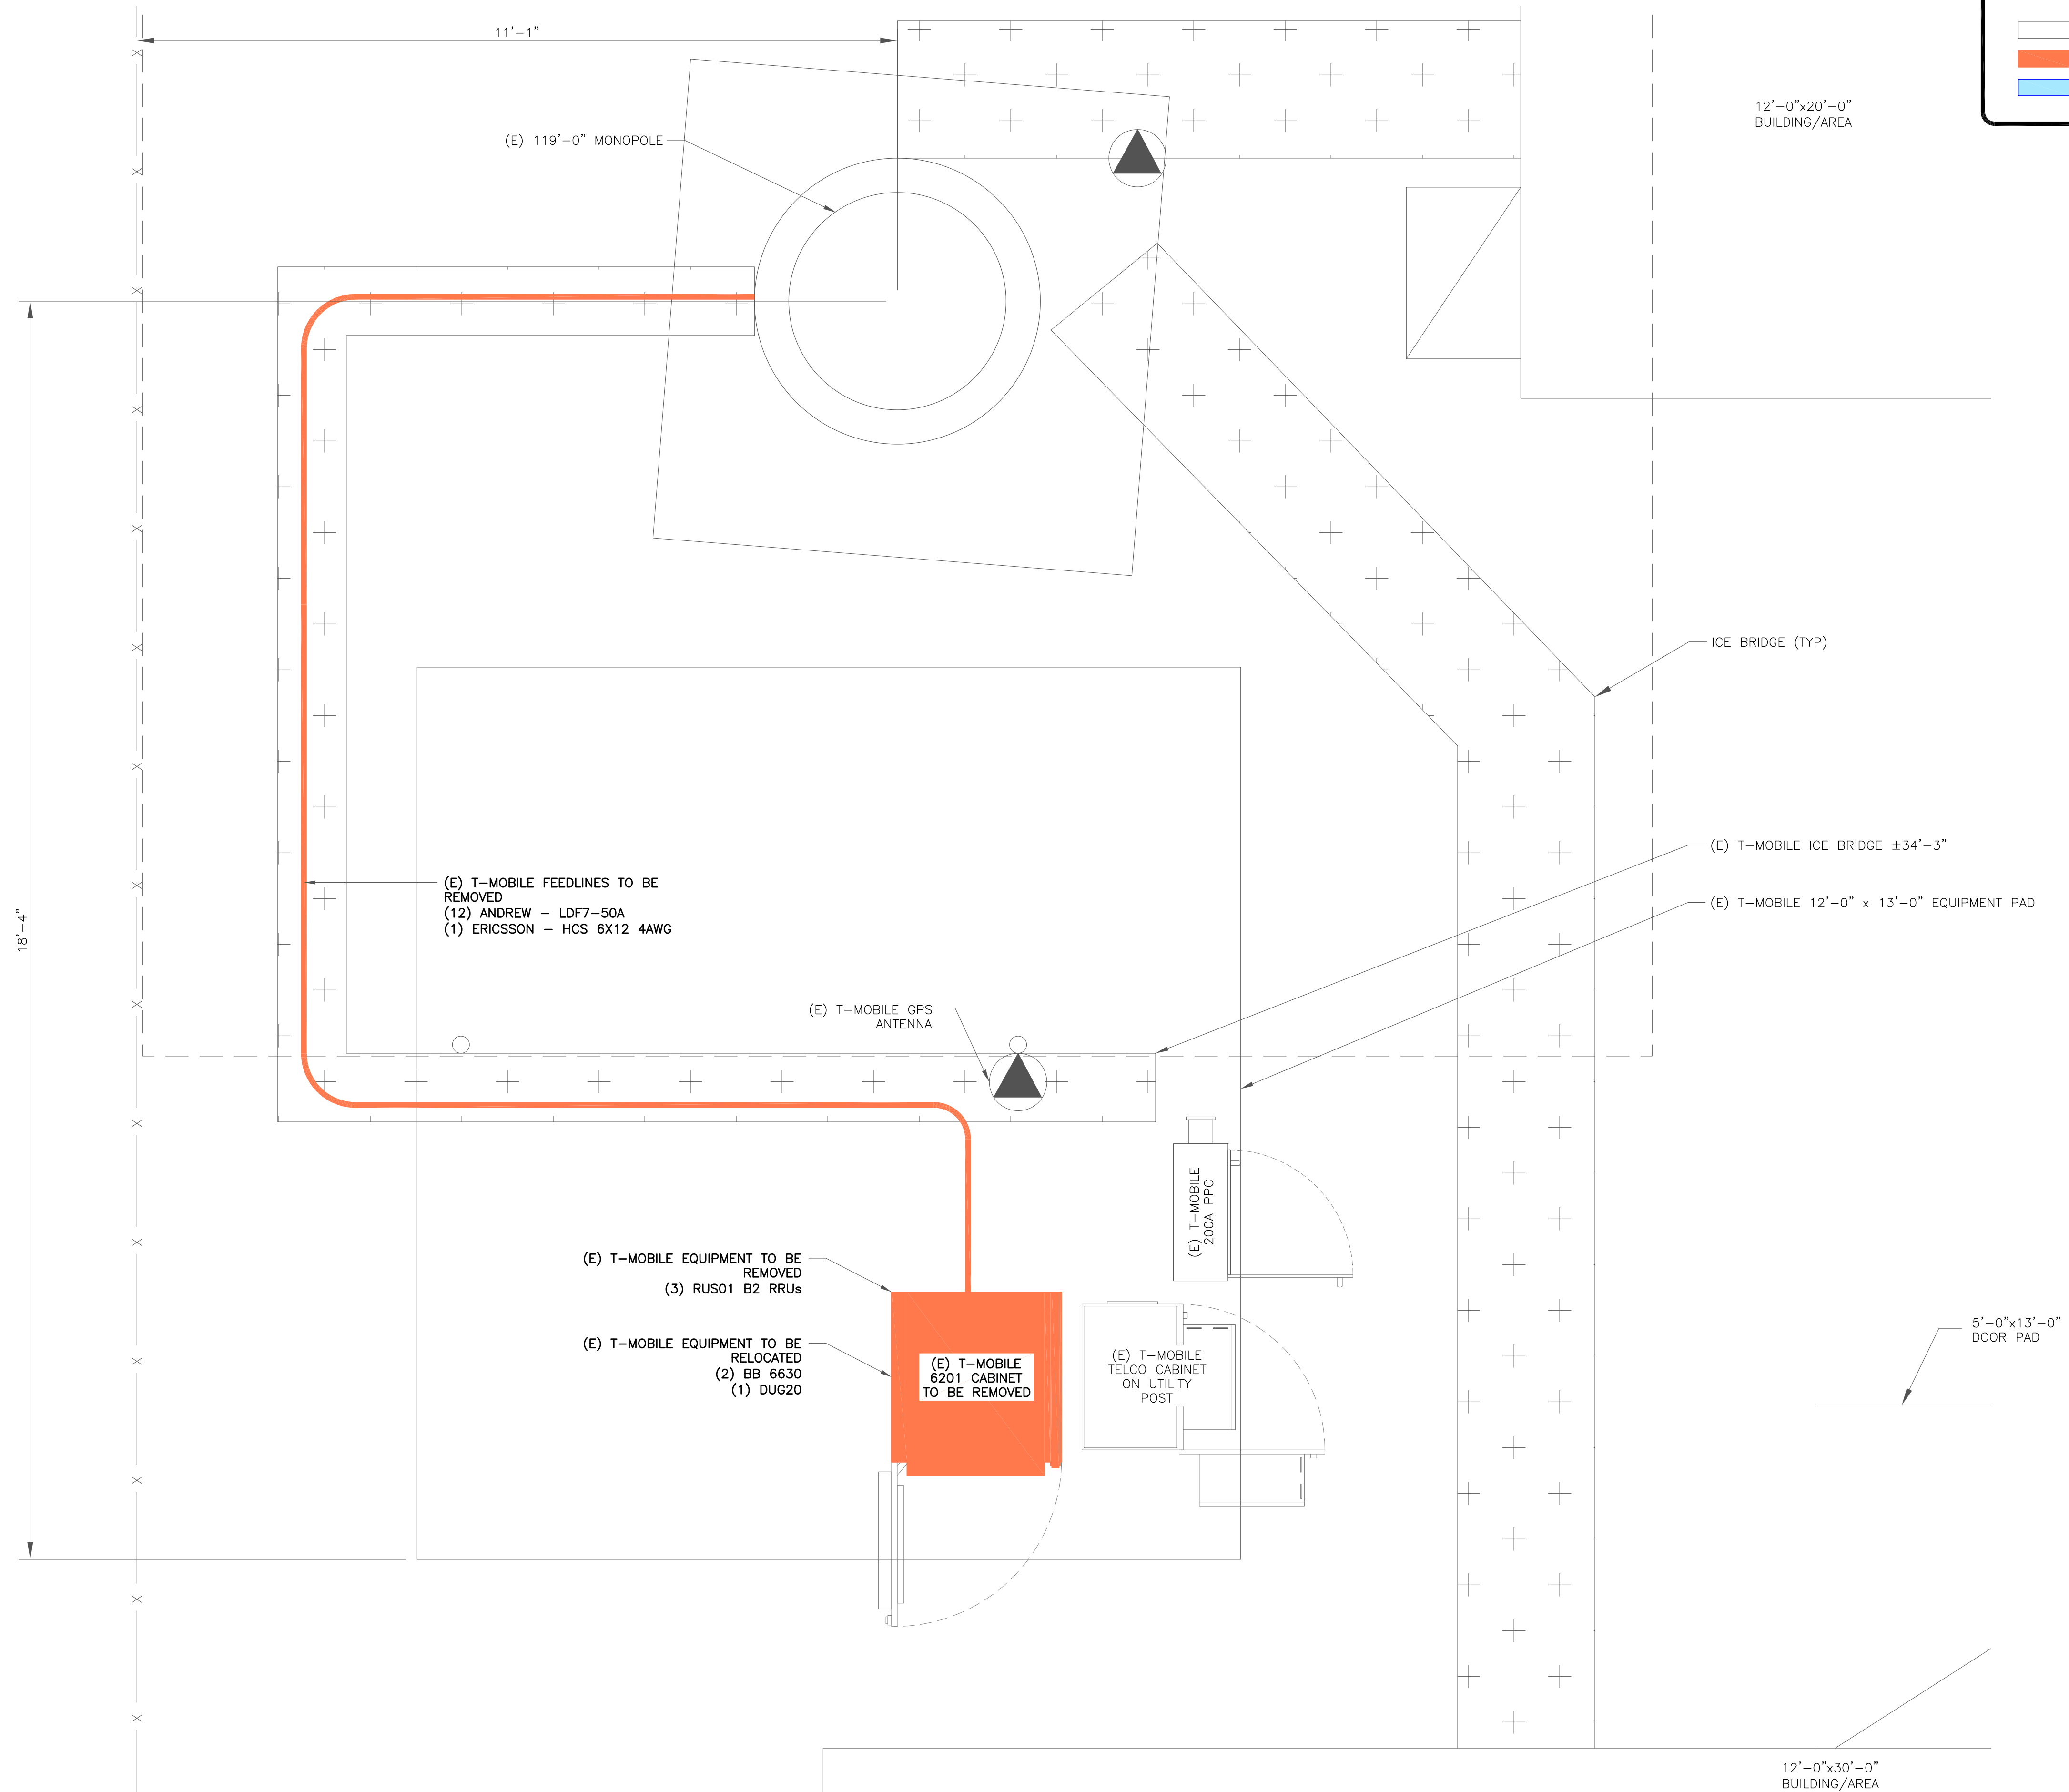 11'-1"
12'-0"x20'-0"
BUILDING/AREA
(E) 119'-0" MONOPOLE
ICE BRIDGE (TYP)
(E) T-MOBILE ICE BRIDGE ±34'-3"
(E) T-MOBILE FEEDLINES TO BE
REMOVED
(12) ANDREW - LDF7-50A
(1) ERICSSON - HCS 6X12 4AWG
(E) T-MOBILE 12'-0" x 13'-0" EQUIPMENT PAD
18'-4"
(E) T-MOBILE GPS
ANTENNA
(E) T-MOBILE
200A PPC
(E) T-MOBILE EQUIPMENT TO BE
REMOVED
(3) RUS01 B2 RRUs
(E) T-MOBILE EQUIPMENT TO BE
RELOCATED
(2) BB 6630
(1) DUG20
(E) T-MOBILE
6201 CABINET
TO BE REMOVED
(E) T-MOBILE
TELCO CABINET
ON UTILITY
POST
5'-0"x13'-0"
DOOR PAD
12'-0"x30'-0"
BUILDING/AREA